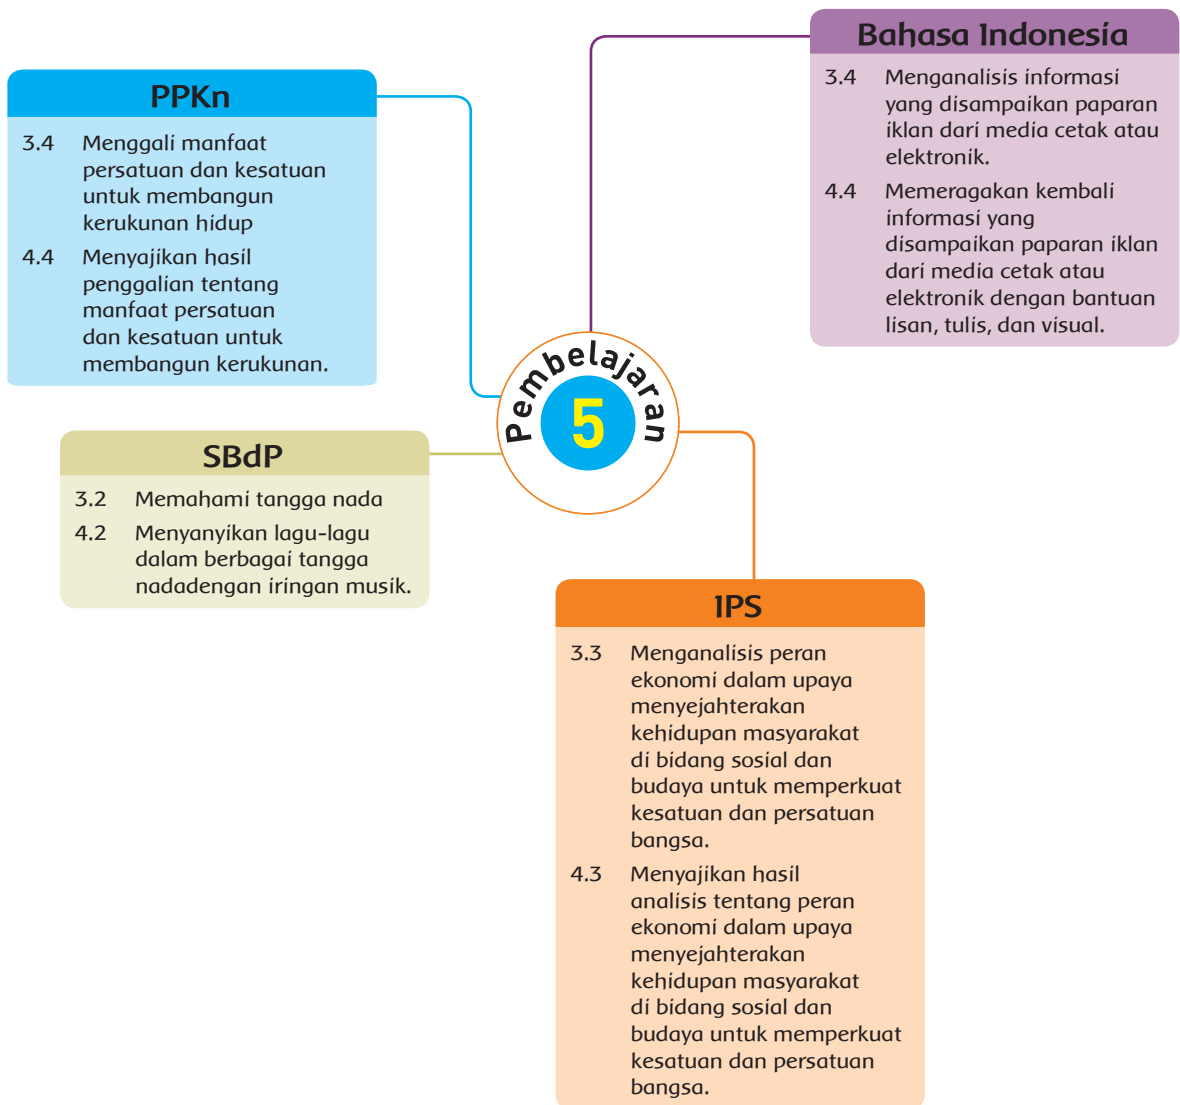 PPKn
3.4 Menggali manfaat
persatuan dan kesatuan
untuk membangun
kerukunan hidup
4.4 Menyajikan hasil
penggalian tentang
manfaat persatuan
dan kesatuan untuk
membangun kerukunan.
Bahasa Indonesia
3.4 Menganalisis informasi
yang disampaikan paparan
iklan dari media cetak atau
elektronik.
4.4 Memeragakan kembali
informasi yang
disampaikan paparan iklan
dari media cetak atau
elektronik dengan bantuan
lisan, tulis, dan visual.
Pembelajaran
5
SBdP
3.2 Memahami tangga nada
4.2 Menyanyikan lagu-lagu
dalam berbagai tangga
nadadengan iringan musik.
IPS
3.3 Menganalisis peran
ekonomi dalam upaya
menyejahterakan
kehidupan masyarakat
di bidang sosial dan
budaya untuk memperkuat
kesatuan dan persatuan
bangsa.
4.3 Menyajikan hasil
analisis tentang peran
ekonomi dalam upaya
menyejahterakan
kehidupan masyarakat
di bidang sosial dan
budaya untuk memperkuat
kesatuan dan persatuan
bangsa.